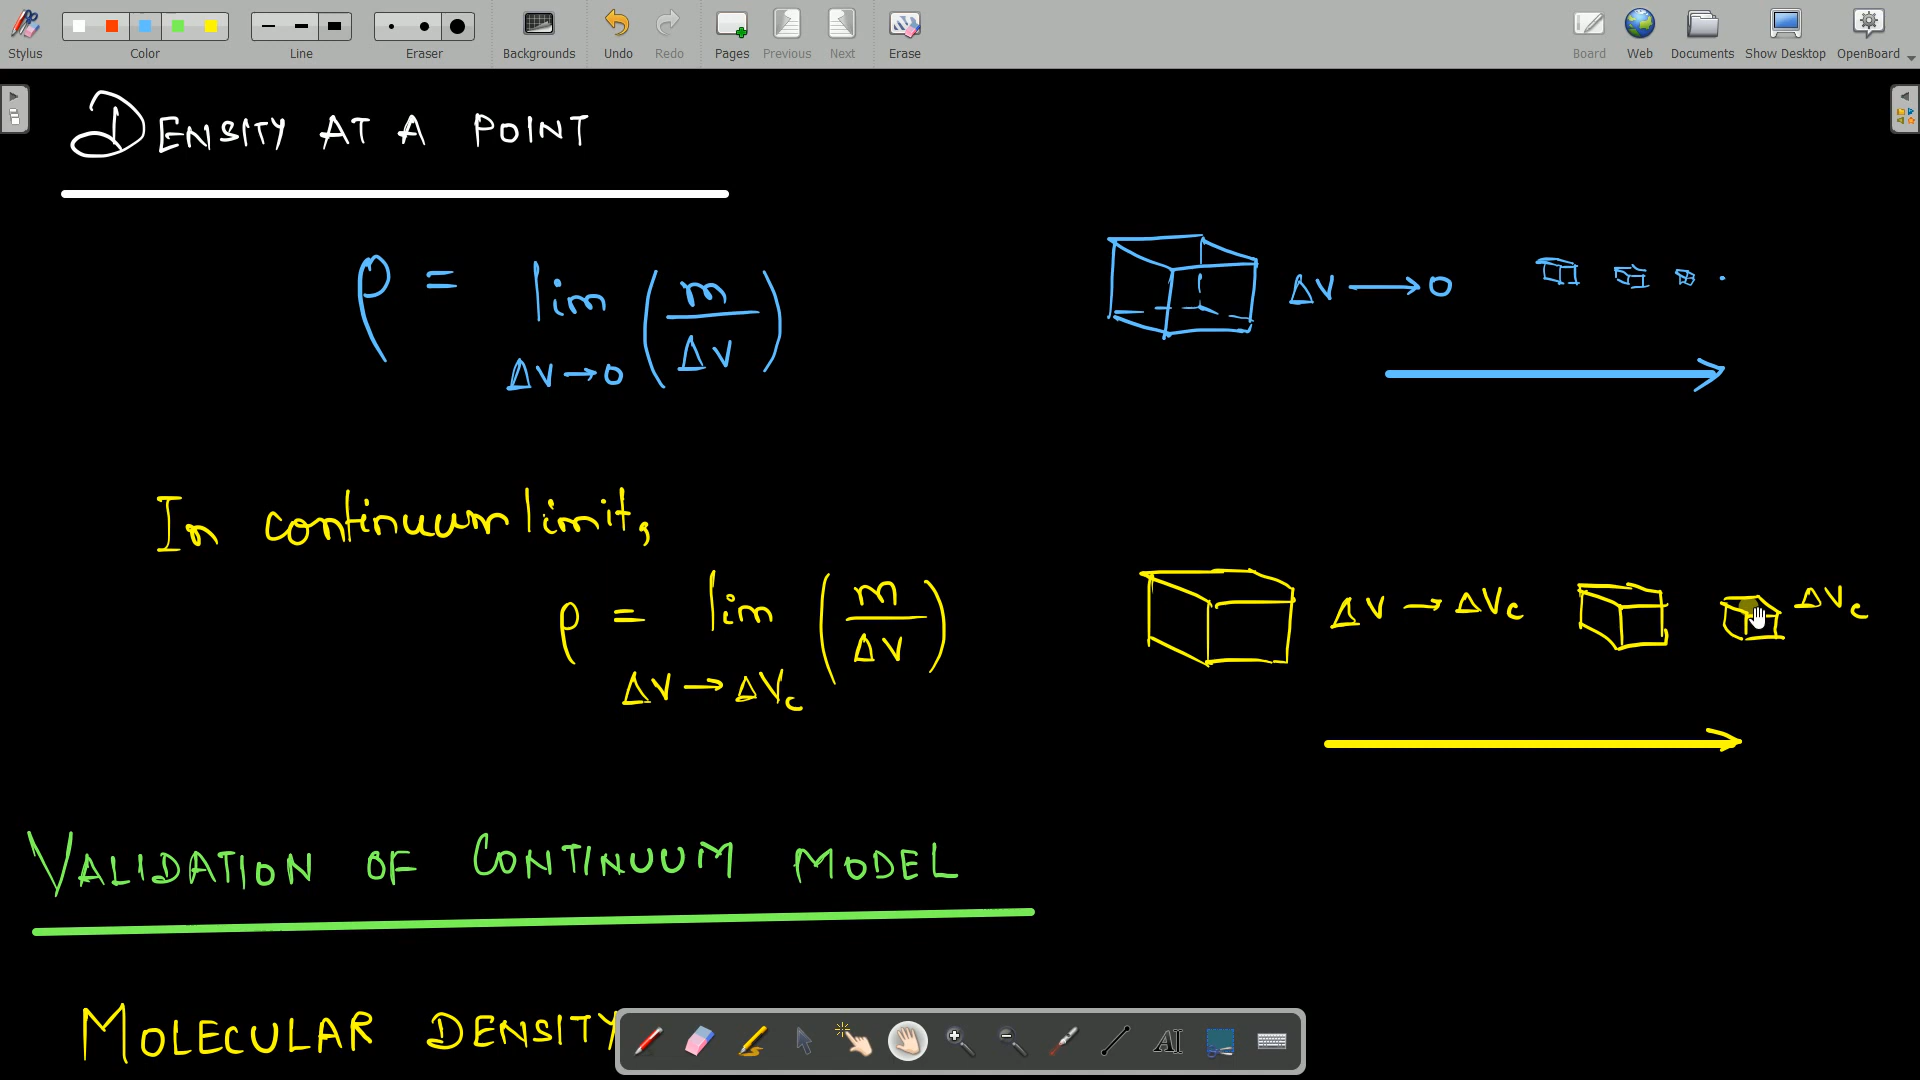 Stylus Color Line Eraser Backgrounds Undo Redo Pages Previous Next Erase Board Web Documents Show Desktop OpenBoard
DENSITY AT A POINT
ρ = lim (m/ΔV)
ΔV→0
ΔV → 0
In continuum limit,
ρ = lim (m/ΔV)
ΔV → ΔVc
ΔV → ΔVc
ΔVc
VALIDATION OF CONTINUUM MODEL
MOLECULAR DENSITY